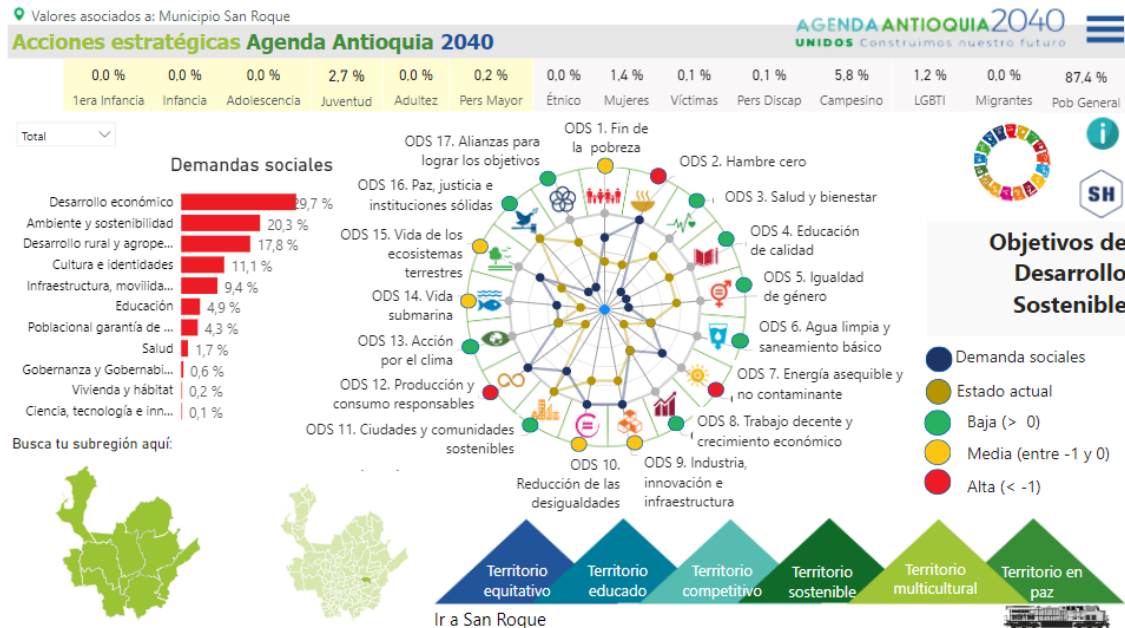 Valores asociados a: Municipio San Roque
Acciones estratégicas Agenda Antioquia 2040
AGENDA ANTIOQUIA 2040
UNIDOS Construimos nuestro futuro
0,0 % 0,0 % 0,0 % 2,7 % 0,0 % 0,2 % 0,0 % 1,4 % 0,1 % 0,1 % 5,8 % 1,2 % 0,0 % 87,4 %
1era Infancia Infancia Adolescencia Juventud Adultez Pers Mayor Étnico Mujeres Víctimas Pers Discap Campesino LGBTI Migrantes Pob General
Total
Demandas sociales
Desarrollo económico 29,7 %
Ambiente y sostenibilidad 20,3 %
Desarrollo rural y agrope... 17,8 %
Cultura e identidades 11,1 %
Infraestructura, movilida... 9,4 %
Educación 4,9 %
Poblacional garantía de ... 4,3 %
Salud 1,7 %
Gobernanza y Gobernabi... 0,6 %
Vivienda y hábitat 0,2 %
Ciencia, tecnología e inn... 0,1 %
Busca tu subregión aquí:
ODS 1. Fin de
la pobreza
ODS 2. Hambre cero
ODS 3. Salud y bienestar
ODS 4. Educación
de calidad
ODS 5. Igualdad
de género
ODS 6. Agua limpia y
saneamiento básico
ODS 7. Energía asequible y
no contaminante
ODS 8. Trabajo decente y
crecimiento económico
ODS 9. Industria,
innovación e
infraestructura
ODS 10.
Reducción de las
desigualdades
ODS 11. Ciudades y comunidades
sostenibles
ODS 12. Producción y
consumo responsables
ODS 13. Acción
por el clima
ODS 14. Vida
submarina
ODS 15. Vida de los
ecosistemas
terrestres
ODS 16. Paz, justicia e
instituciones sólidas
ODS 17. Alianzas para
lograr los objetivos
i
SH
Objetivos de
Desarrollo
Sostenible
Demanda sociales
Estado actual
Baja (> 0)
Media (entre -1 y 0)
Alta (< -1)
Territorio
equitativo
Territorio
educado
Territorio
competitivo
Territorio
sostenible
Territorio
multicultural
Territorio en
paz
Ir a San Roque